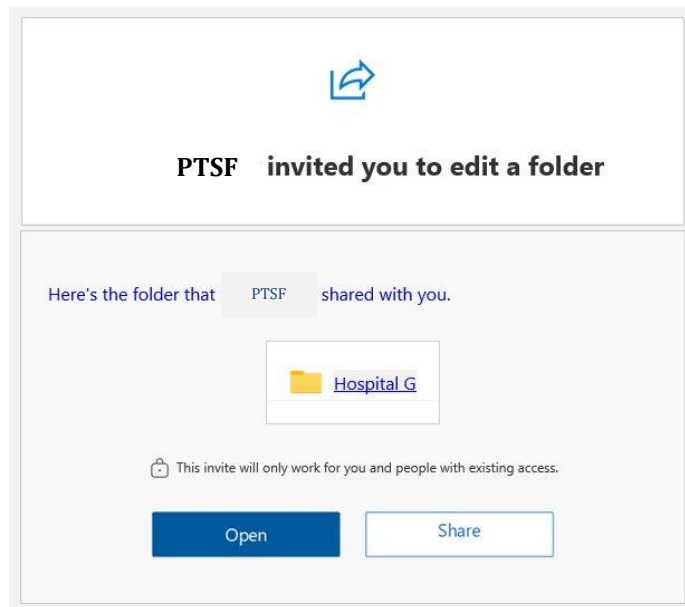 PTSF invited you to edit a folder
Here's the folder that PTSF shared with you.
Hospital G
This invite will only work for you and people with existing access.
Open
Share